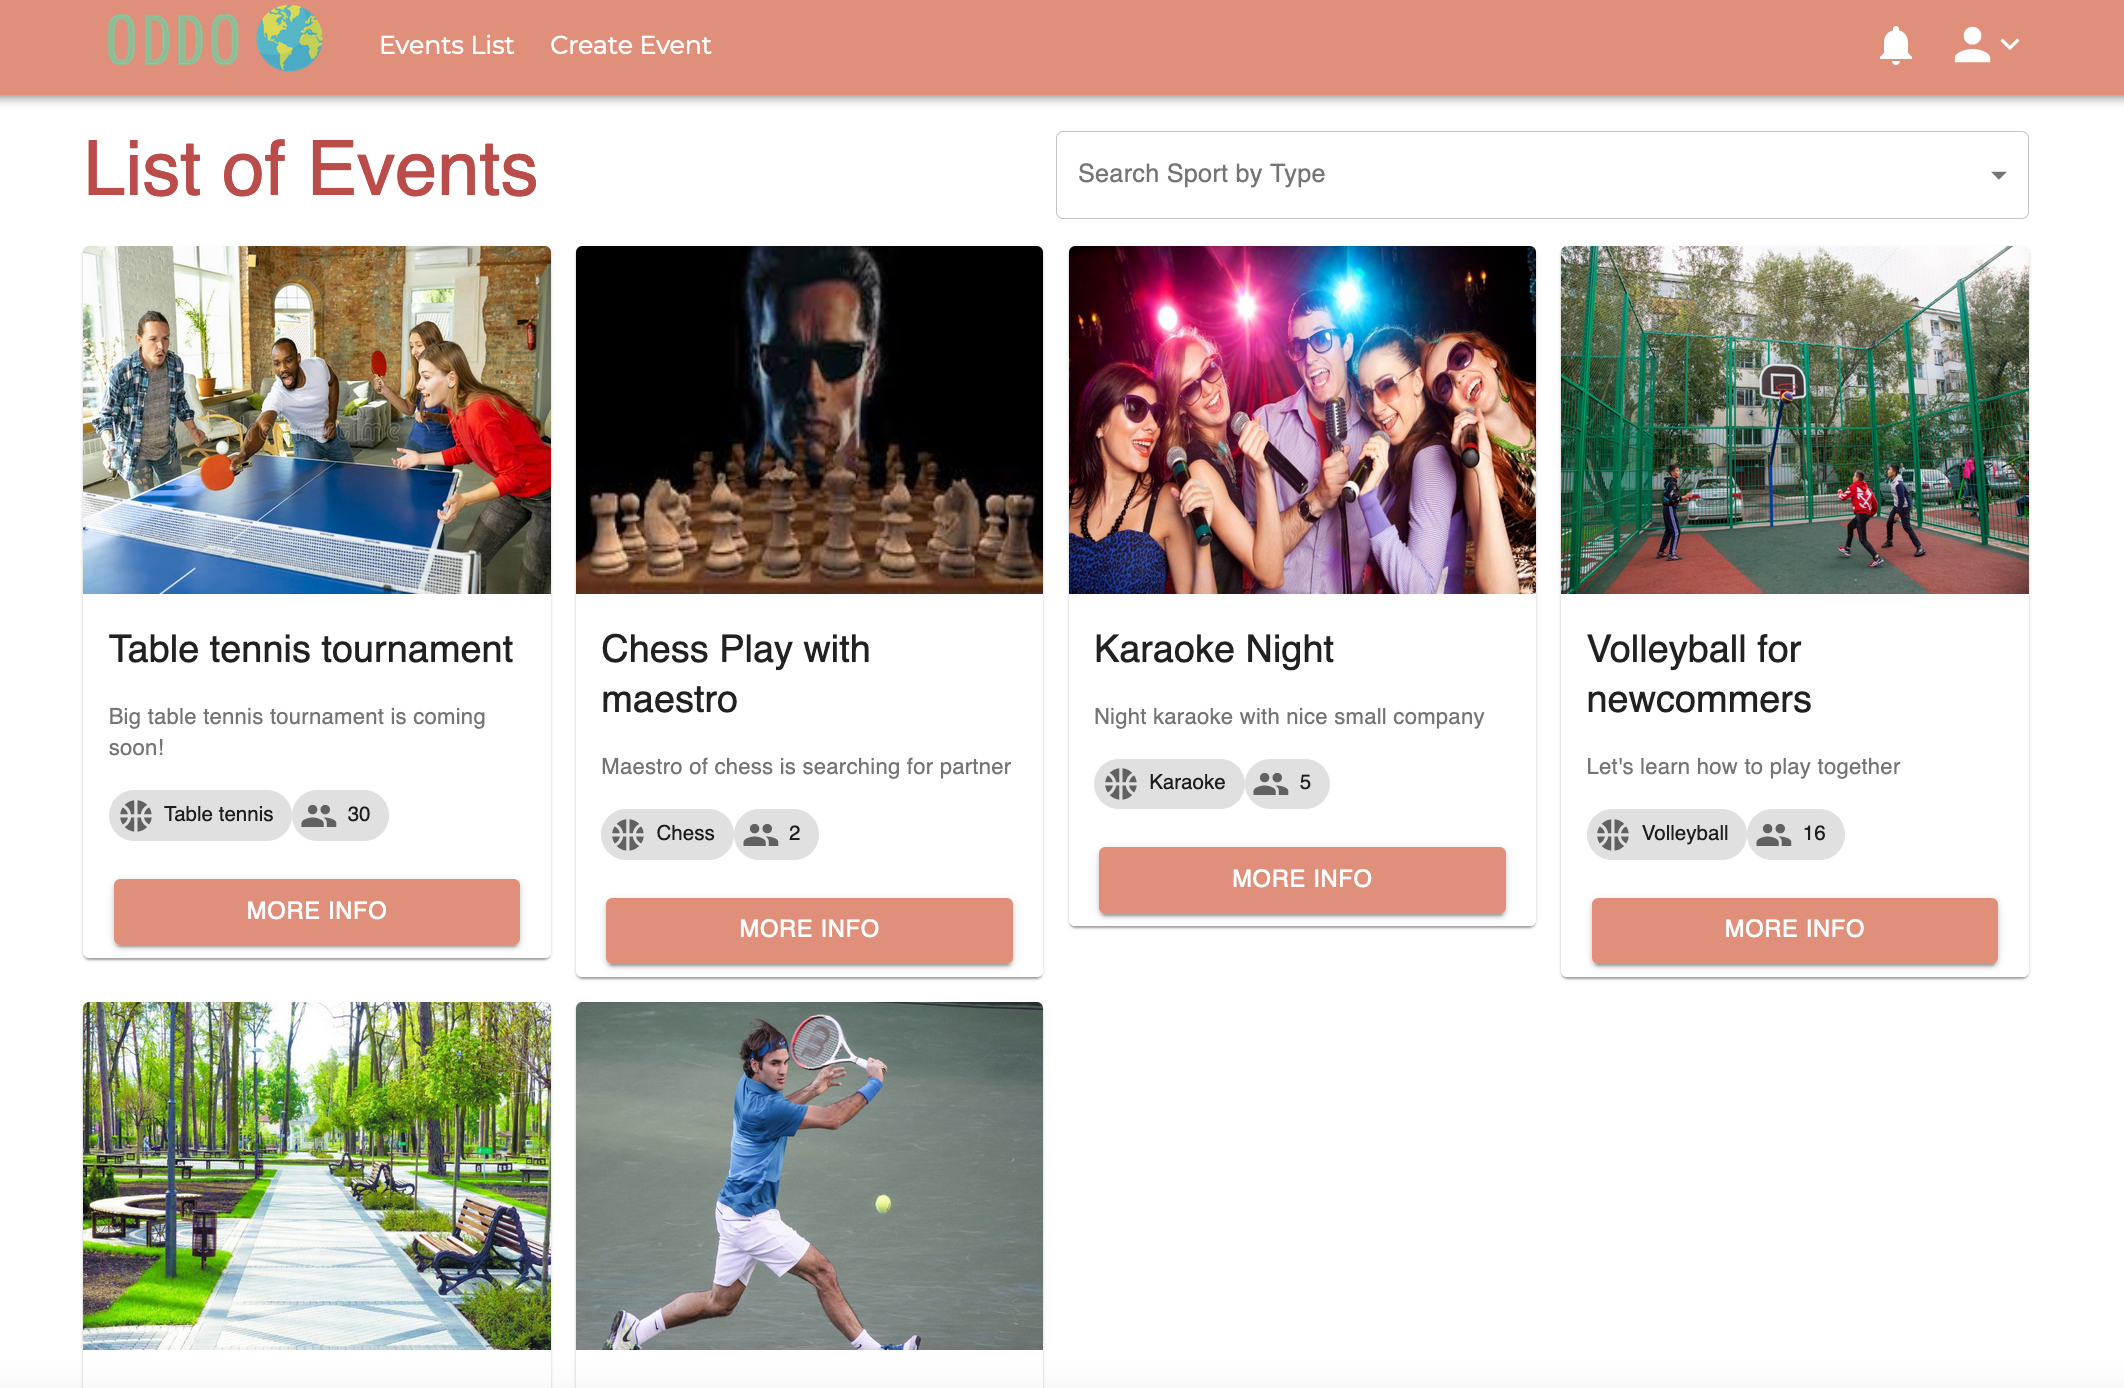 ODDO
Events List
Create Event
List of Events
Search Sport by Type
Table tennis tournament
Big table tennis tournament is coming
soon!
Table tennis
30
MORE INFO
Chess Play with
maestro
Maestro of chess is searching for partner
Chess
2
MORE INFO
Karaoke Night
Night karaoke with nice small company
Karaoke
5
MORE INFO
Volleyball for
newcommers
Let's learn how to play together
Volleyball
16
MORE INFO